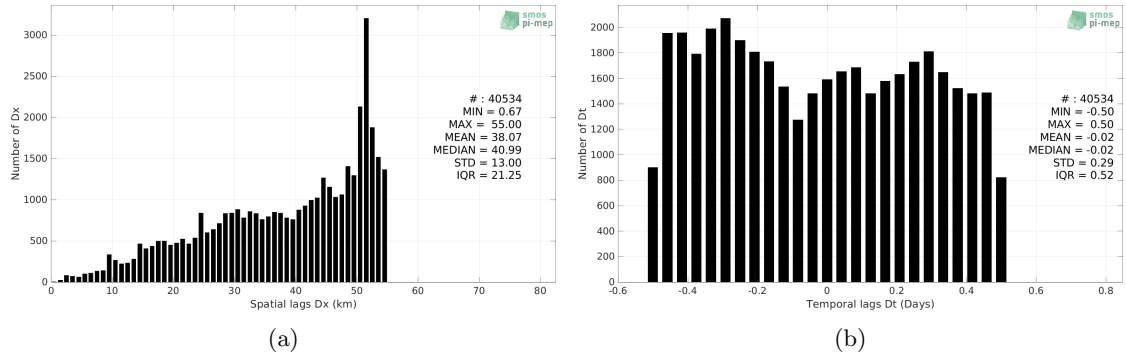 smos
pi-mep
3000
2500
2000
1500
1000
500
0
Number of Dx
# : 40534
MIN = 0.67
MAX = 55.00
MEAN = 38.07
MEDIAN = 40.99
STD = 13.00
IQR = 21.25
0 10 20 30 40 50 60 70 80
Spatial lags Dx (km)
(a)
smos
pi-mep
2000
1800
1600
1400
1200
1000
800
600
400
200
0
Number of Dt
# : 40534
MIN = -0.50
MAX = 0.50
MEAN = -0.02
MEDIAN = -0.02
STD = 0.29
IQR = 0.52
-0.6 -0.4 -0.2 0 0.2 0.4 0.6 0.8
Temporal lags Dt (Days)
(b)